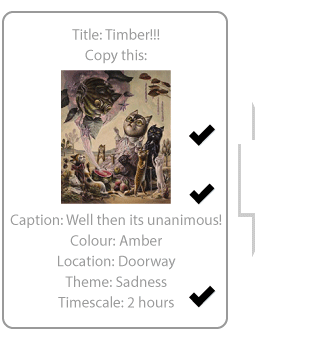 Title: Timber!!!
Copy this:
Caption: Well then its unanimous!
Colour: Amber
Location: Doorway
Theme: Sadness
Timescale: 2 hours